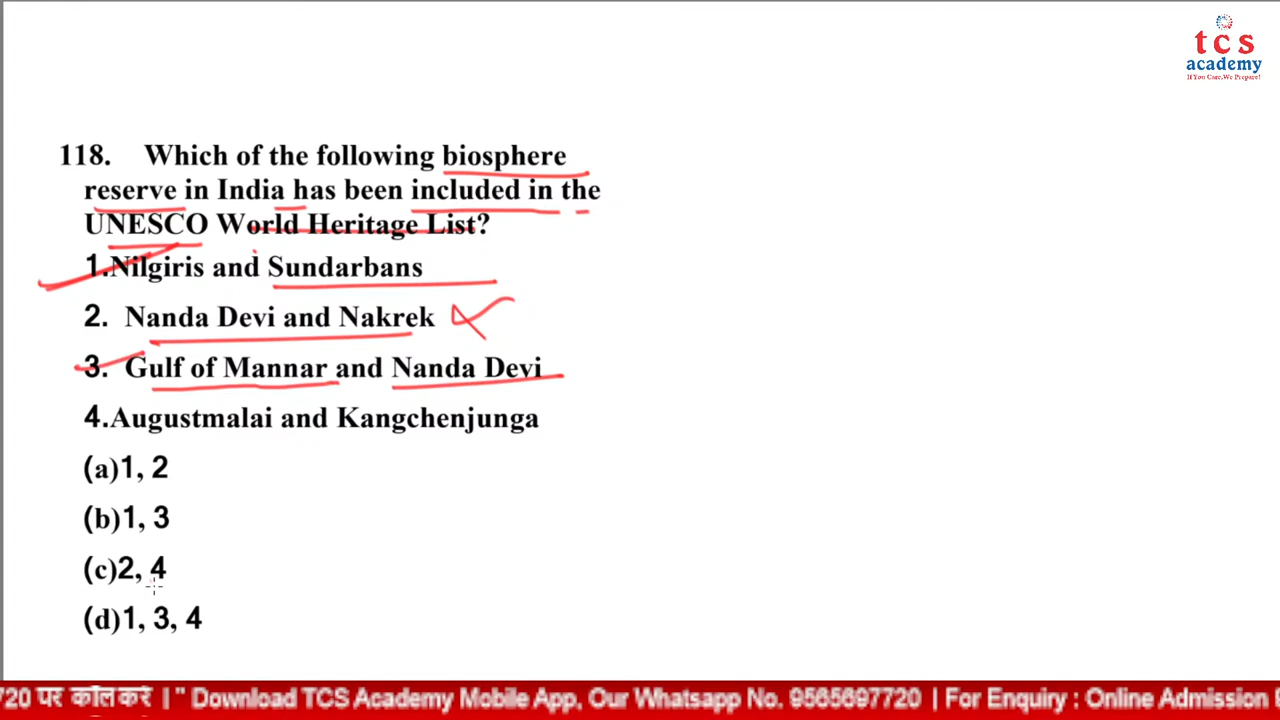 tcs
academy
If You Care,We Prepare!
118. Which of the following biosphere
reserve in India has been included in the
UNESCO World Heritage List?
1.Nilgiris and Sundarbans
2. Nanda Devi and Nakrek
3. Gulf of Mannar and Nanda Devi
4.Augustmalai and Kangchenjunga
(a)1, 2
(b)1, 3
(c)2, 4
(d)1, 3, 4
720 पर कॉल करें | " Download TCS Academy Mobile App, Our Whatsapp No. 9565697720 | For Enquiry : Online Admission